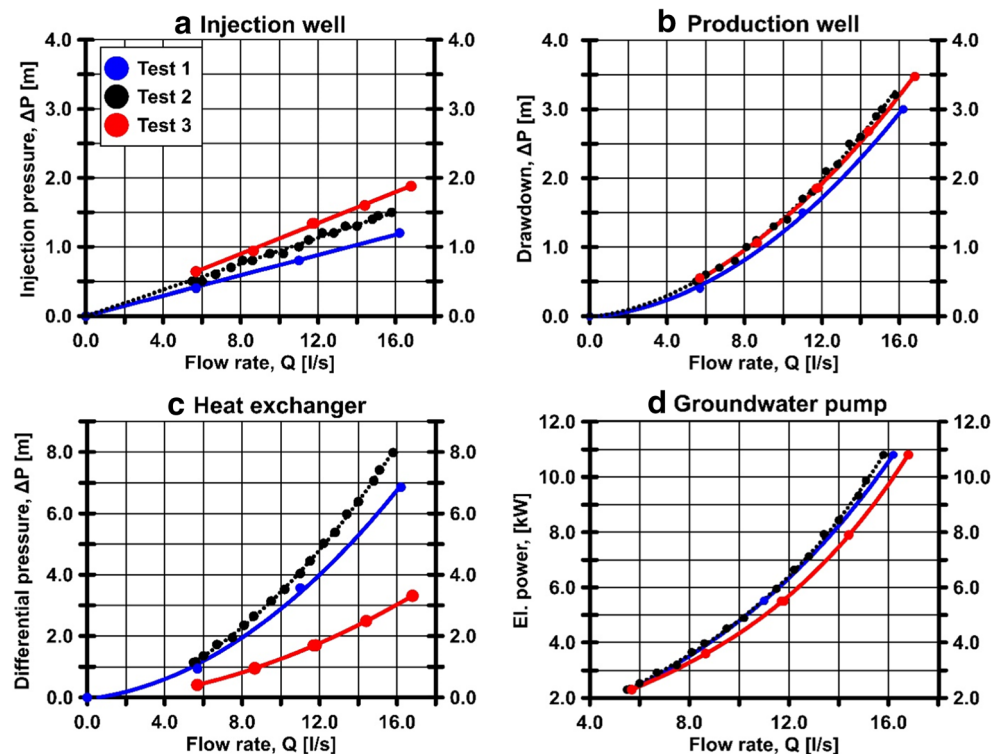 a Injection well
4.0
3.0
2.0
1.0
0.0
Injection pressure, ΔP [m]
Test 1
Test 2
Test 3
4.0
3.0
2.0
1.0
0.0
0.0 4.0 8.0 12.0 16.0
Flow rate, Q [l/s]
b Production well
4.0
3.0
2.0
1.0
0.0
Drawdown, ΔP [m]
4.0
3.0
2.0
1.0
0.0
0.0 4.0 8.0 12.0 16.0
Flow rate, Q [l/s]
c Heat exchanger
8.0
6.0
4.0
2.0
0.0
Differential pressure, ΔP [m]
8.0
6.0
4.0
2.0
0.0
0.0 4.0 8.0 12.0 16.0
Flow rate, Q [l/s]
d Groundwater pump
12.0
10.0
8.0
6.0
4.0
2.0
El. power, [kW]
12.0
10.0
8.0
6.0
4.0
2.0
4.0 8.0 12.0 16.0
Flow rate, Q [l/s]